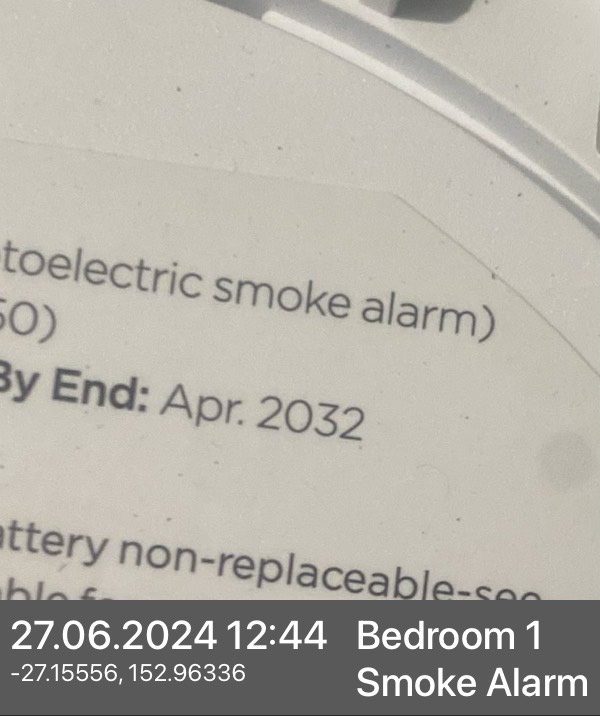 toelectric smoke alarm)
50)
By End: Apr. 2032
attery non-replaceable-see
27.06.2024 12:44
-27.15556, 152.96336
Bedroom 1
Smoke Alarm